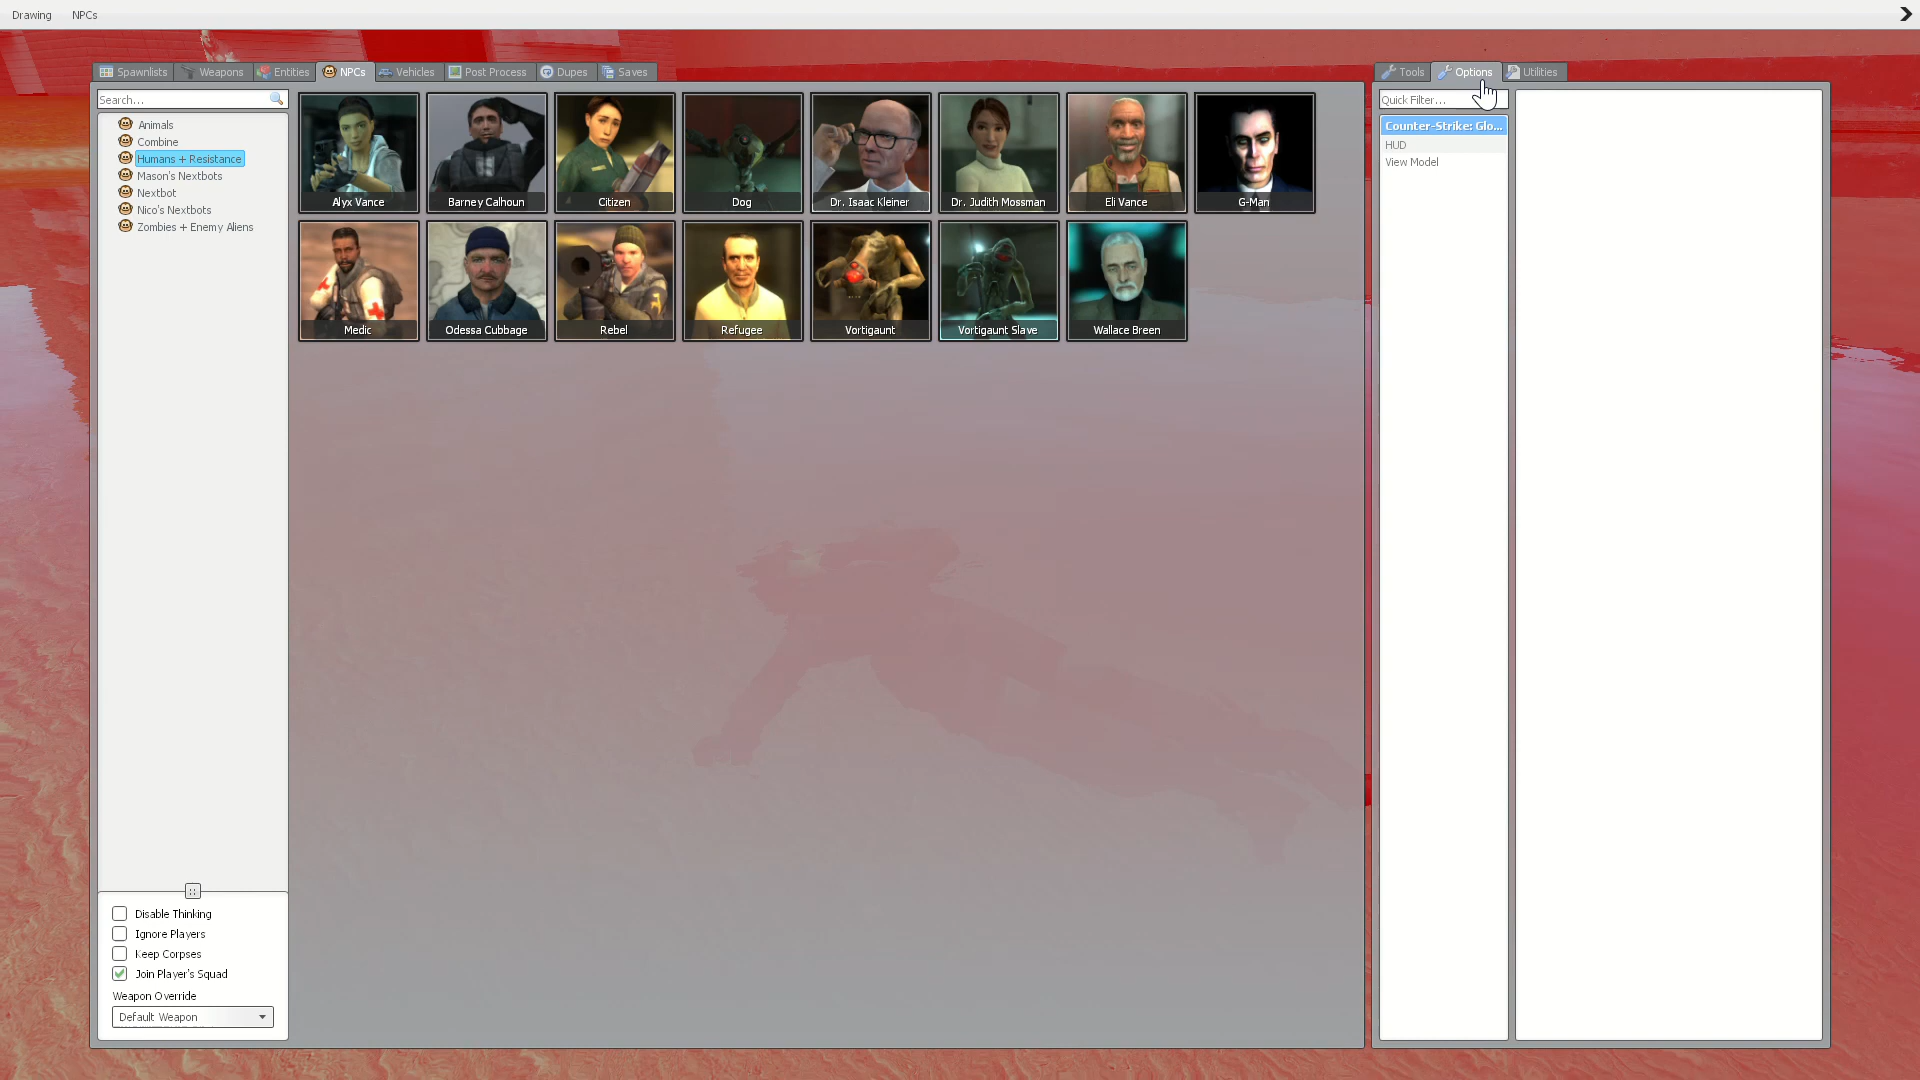 Drawing NPCs
Spawnlists Weapons Entities NPCs Vehicles Post Process Dupes Saves
Tools Options Utilities
Search...
Animals
Combine
Humans + Resistance
Mason's Nextbots
Nextbot
Nico's Nextbots
Zombies + Enemy Aliens
Alyx Vance
Barney Calhoun
Citizen
Dog
Dr. Isaac Kleiner
Dr. Judith Mossman
Eli Vance
G-Man
Medic
Odessa Cubbage
Rebel
Refugee
Vortigaunt
Vortigaunt Slave
Wallace Breen
Disable Thinking
Ignore Players
Keep Corpses
Join Player's Squad
Weapon Override
Default Weapon
Quick Filter...
Counter-Strike: Glo...
HUD
View Model